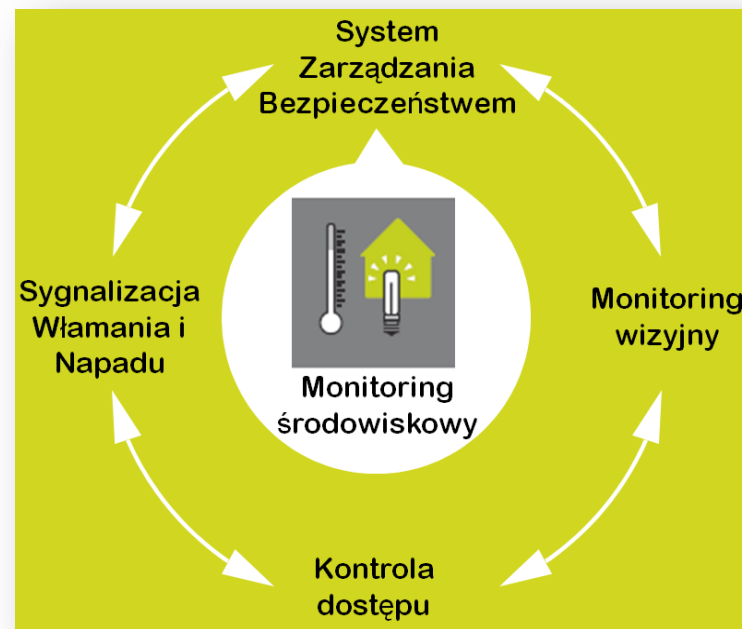 System
Zarządzania
Bezpieczeństwem
Sygnalizacja
Włamania i
Napadu
Monitoring
wizyjny
Monitoring
środowiskowy
Kontrola
dostępu